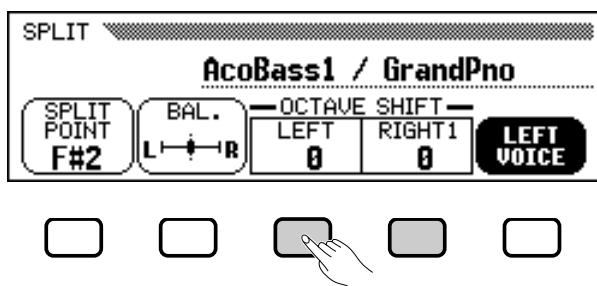 SPLIT
AcoBass1 / GrandPno
SPLIT POINT
F#2
BAL.
L R
OCTAVE SHIFT
LEFT
0
RIGHT1
0
LEFT VOICE